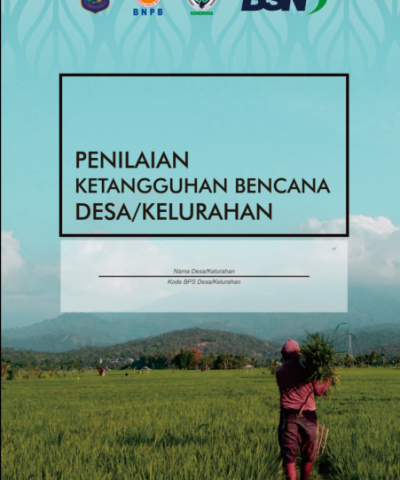 BNPB
BSN
PENILAIAN
KETANGGUHAN BENCANA
DESA/KELURAHAN
Nama Desa/Kelurahan
Kode BPS Desa/Kelurahan